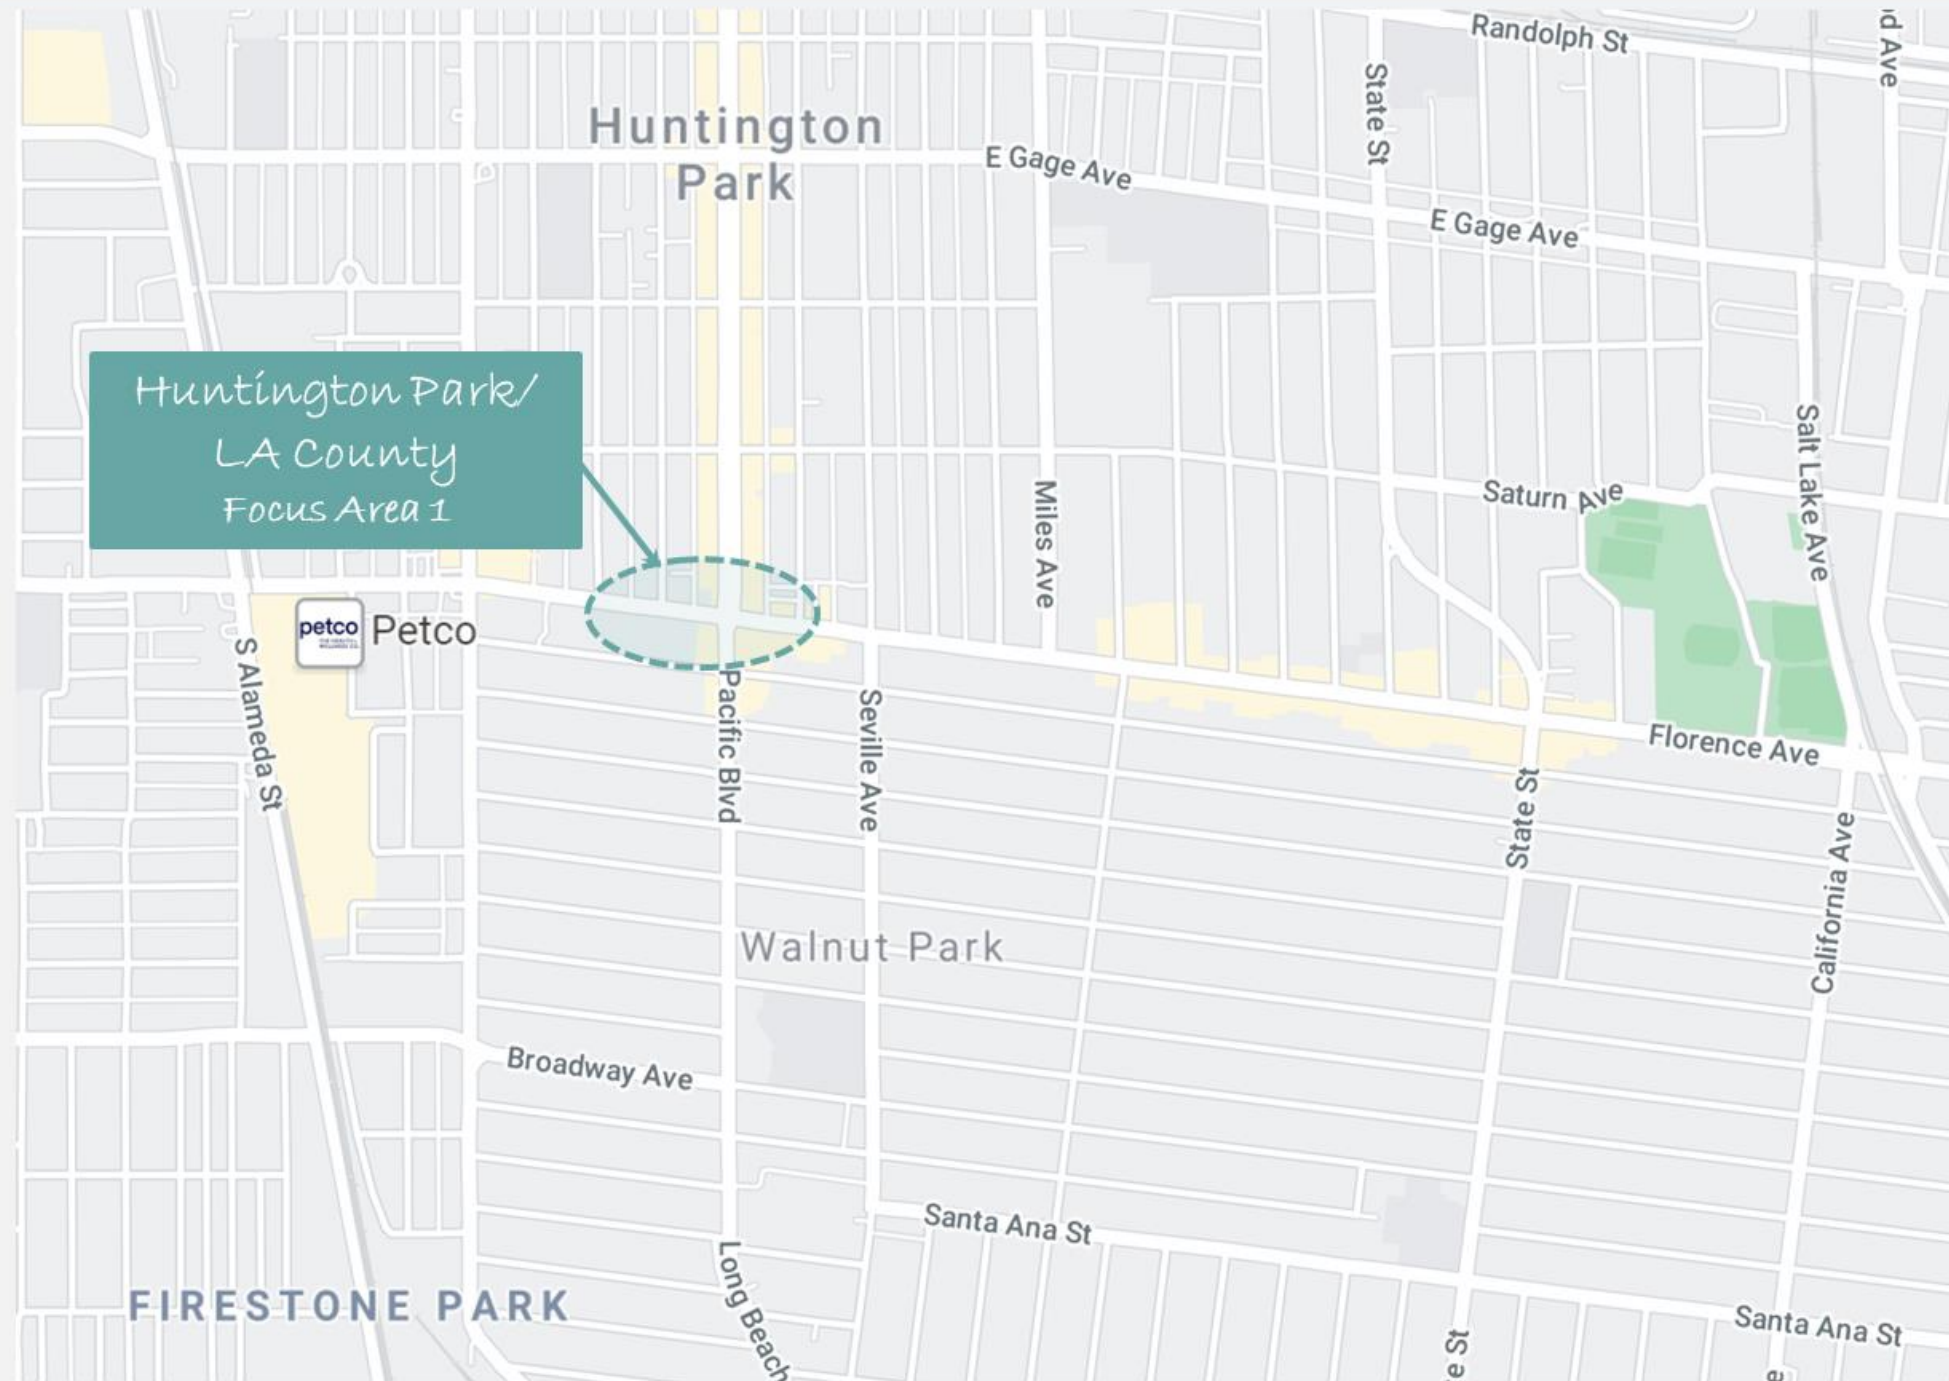 Randolph St
d Ave
State St
Huntington
Park
E Gage Ave
E Gage Ave
Huntington Park/
LA County
Focus Area 1
Salt Lake Ave
Miles Ave
Saturn Ave
petco
Petco
S Alameda St
Pacific Blvd
Seville Ave
Florence Ave
State St
California Ave
Walnut Park
Broadway Ave
Santa Ana St
Long Beach
FIRESTONE PARK
Santa Ana St
e St
e